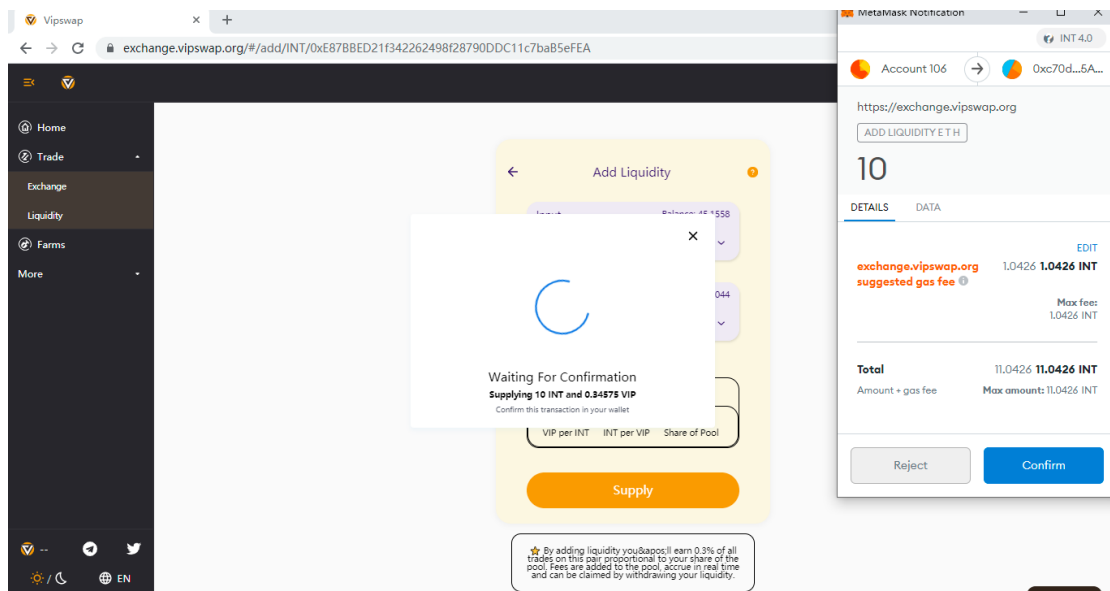 Vipswap
exchange.vipswap.org/#/add/INT/0xE87BBED21f342262498f28790DDC11c7baB5eFEA
Home
Trade
Exchange
Liquidity
Farms
More
--
/
EN
Add Liquidity
?
Input
Balance: 45.1558
044
Waiting For Confirmation
Supplying 10 INT and 0.34575 VIP
Confirm this transaction in your wallet
VIP per INT INT per VIP Share of Pool
Supply
By adding liquidity you&apos;ll earn 0.3% of all
trades on this pair proportional to your share of the
pool. Fees are added to the pool, accrue in real time
and can be claimed by withdrawing your liquidity.
MetaMask Notification
INT 4.0
Account 106
0xc70d...5A...
https://exchange.vipswap.org
ADD LIQUIDITY E T H
10
DETAILS DATA
EDIT
exchange.vipswap.org 1.0426 1.0426 INT
suggested gas fee
Max fee:
1.0426 INT
Total 11.0426 11.0426 INT
Amount + gas fee Max amount: 11.0426 INT
Reject Confirm